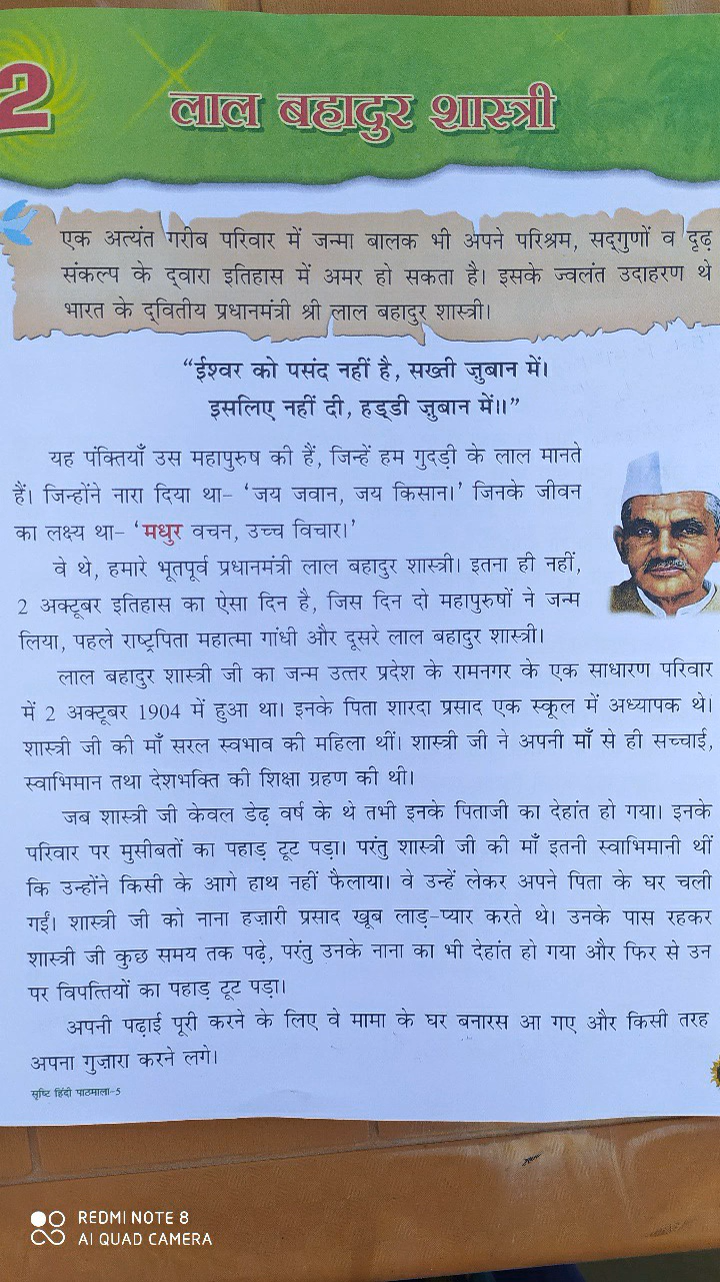 2
लाल बहादुर शास्त्री
एक अत्यंत गरीब परिवार में जन्मा बालक भी अपने परिश्रम, सद्‌गुणों व दृढ़
संकल्प के द्‌वारा इतिहास में अमर हो सकता है। इसके ज्वलंत उदाहरण थे
भारत के द्‌वितीय प्रधानमंत्री श्री लाल बहादुर शास्त्री।
“ईश्वर को पसंद नहीं है, सख्ती ज़ुबान में।
इसलिए नहीं दी, हड्‌डी ज़ुबान में॥”
यह पंक्तियाँ उस महापुरुष की हैं, जिन्हें हम गुदड़ी के लाल मानते
हैं। जिन्होंने नारा दिया था– ‘जय जवान, जय किसान।’ जिनके जीवन
का लक्ष्य था– ‘मधुर वचन, उच्च विचार।’
वे थे, हमारे भूतपूर्व प्रधानमंत्री लाल बहादुर शास्त्री। इतना ही नहीं,
2 अक्टूबर इतिहास का ऐसा दिन है, जिस दिन दो महापुरुषों ने जन्म
लिया, पहले राष्ट्रपिता महात्मा गांधी और दूसरे लाल बहादुर शास्त्री।
लाल बहादुर शास्त्री जी का जन्म उत्तर प्रदेश के रामनगर के एक साधारण परिवार
में 2 अक्टूबर 1904 में हुआ था। इनके पिता शारदा प्रसाद एक स्कूल में अध्यापक थे।
शास्त्री जी की माँ सरल स्वभाव की महिला थीं। शास्त्री जी ने अपनी माँ से ही सच्चाई,
स्वाभिमान तथा देशभक्ति की शिक्षा ग्रहण की थी।
जब शास्त्री जी केवल डेढ़ वर्ष के थे तभी इनके पिताजी का देहांत हो गया। इनके
परिवार पर मुसीबतों का पहाड़ टूट पड़ा। परंतु शास्त्री जी की माँ इतनी स्वाभिमानी थीं
कि उन्होंने किसी के आगे हाथ नहीं फैलाया। वे उन्हें लेकर अपने पिता के घर चली
गईं। शास्त्री जी को नाना हज़ारी प्रसाद खूब लाड़-प्यार करते थे। उनके पास रहकर
शास्त्री जी कुछ समय तक पढ़े, परंतु उनके नाना का भी देहांत हो गया और फिर से उन
पर विपत्तियों का पहाड़ टूट पड़ा।
अपनी पढ़ाई पूरी करने के लिए वे मामा के घर बनारस आ गए और किसी तरह
अपना गुज़ारा करने लगे।
सृष्टि हिंदी पाठमाला-5
REDMI NOTE 8
AI QUAD CAMERA